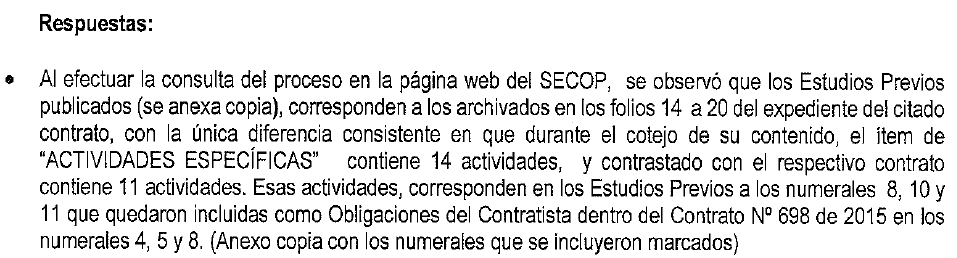 Respuestas:
• Al efectuar la consulta del proceso en la página web del SECOP, se observó que los Estudios Previos
publicados (se anexa copia), corresponden a los archivados en los folios 14 a 20 del expediente del citado
contrato, con la única diferencia consistente en que durante el cotejo de su contenido, el ítem de
"ACTIVIDADES ESPECÍFICAS" contiene 14 actividades, y contrastado con el respectivo contrato
contiene 11 actividades. Esas actividades, corresponden en los Estudios Previos a los numerales 8, 10 y
11 que quedaron incluidas como Obligaciones del Contratista dentro del Contrato Nº 698 de 2015 en los
numerales 4, 5 y 8. (Anexo copia con los numerales que se incluyeron marcados)